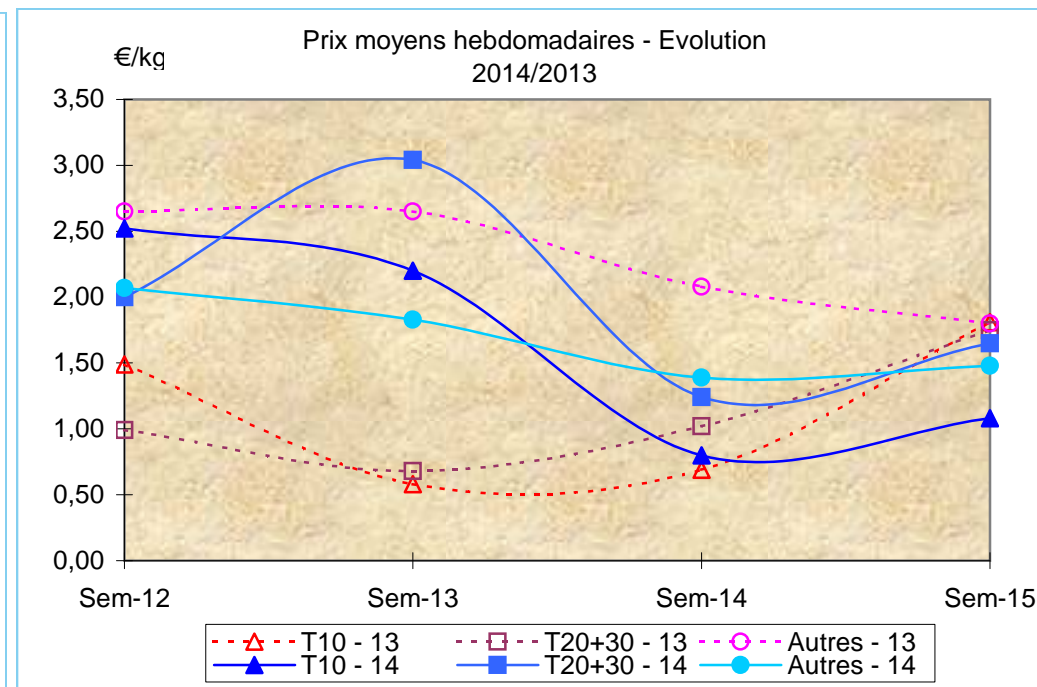 Prix moyens hebdomadaires - Evolution
2014/2013
€/kg
3,50
3,00
2,50
2,00
1,50
1,00
0,50
0,00
Sem-12 Sem-13 Sem-14 Sem-15
T10 - 13 T20+30 - 13 Autres - 13
T10 - 14 T20+30 - 14 Autres - 14